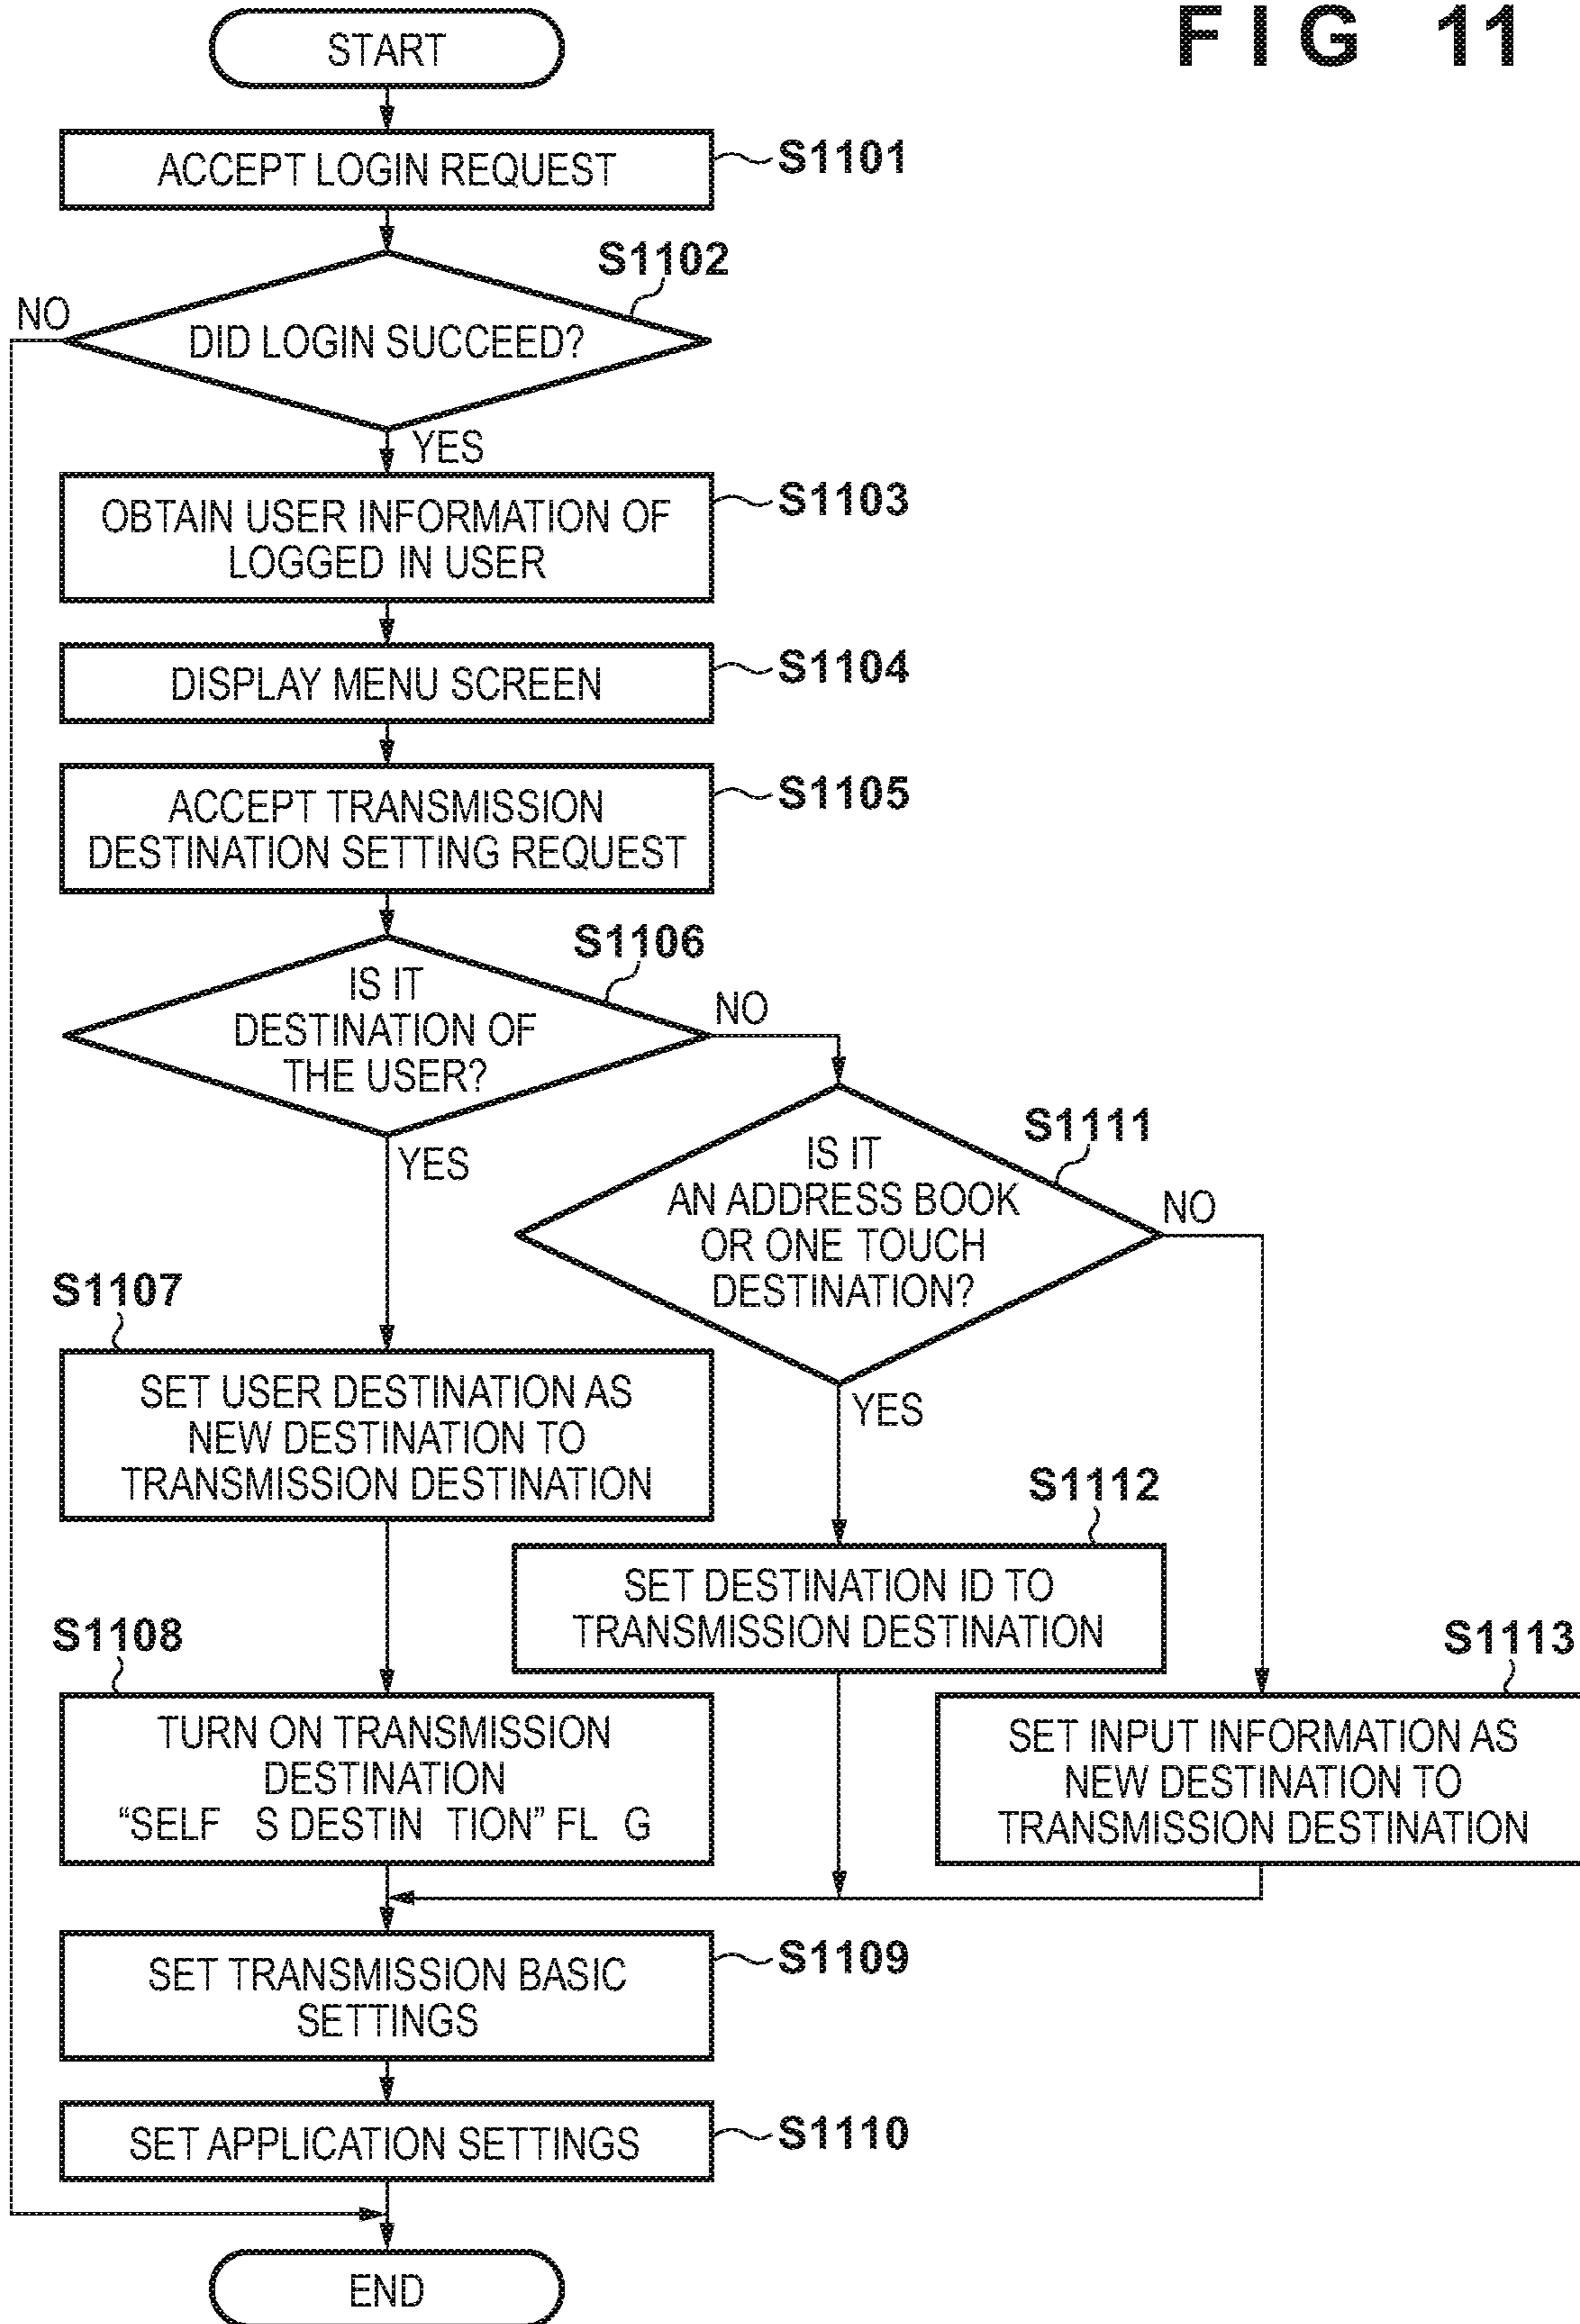 FIG 11
START
ACCEPT LOGIN REQUEST
S1101
S1102
DID LOGIN SUCCEED?
NO
YES
OBTAIN USER INFORMATION OF
LOGGED IN USER
S1103
DISPLAY MENU SCREEN
S1104
ACCEPT TRANSMISSION
DESTINATION SETTING REQUEST
S1105
S1106
IS IT
DESTINATION OF
THE USER?
NO
YES
S1111
IS IT
AN ADDRESS BOOK
OR ONE TOUCH
DESTINATION?
NO
YES
S1107
SET USER DESTINATION AS
NEW DESTINATION TO
TRANSMISSION DESTINATION
S1112
SET DESTINATION ID TO
TRANSMISSION DESTINATION
S1108
TURN ON TRANSMISSION
DESTINATION
“SELF S DESTIN TION” FL G
S1113
SET INPUT INFORMATION AS
NEW DESTINATION TO
TRANSMISSION DESTINATION
SET TRANSMISSION BASIC
SETTINGS
S1109
SET APPLICATION SETTINGS
S1110
END